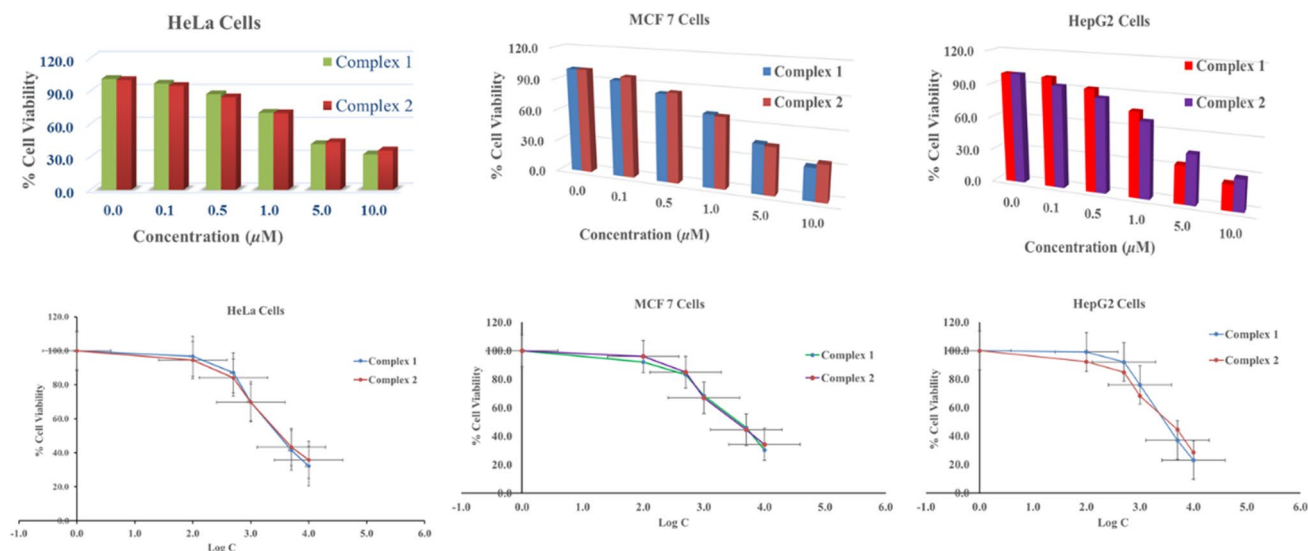 HeLa Cells
120.0
90.0
60.0
30.0
0.0
% Cell Viability
Complex 1
Complex 2
0.0 0.1 0.5 1.0 5.0 10.0
Concentration (µM)
MCF 7 Cells
120.0
90.0
60.0
30.0
0.0
% Cell Viability
Complex 1
Complex 2
0.0 0.1 0.5 1.0 5.0 10.0
Concentration (µM)
HepG2 Cells
120.0
90.0
60.0
30.0
0.0
% Cell Viability
Complex 1
Complex 2
0.0 0.1 0.5 1.0 5.0 10.0
Concentration (µM)
HeLa Cells
120.0
100.0
80.0
60.0
40.0
20.0
0.0
% Cell Viability
Complex 1
Complex 2
-1.0 0.0 1.0 2.0 3.0 4.0 5.0 6.0
Log C
MCF 7 Cells
120.0
100.0
80.0
60.0
40.0
20.0
0.0
% Cell Viability
Complex 1
Complex 2
-1.0 0.0 1.0 2.0 3.0 4.0 5.0 6.0
Log C
HepG2 Cells
120.0
100.0
80.0
60.0
40.0
20.0
0.0
% Cell Viability
Complex 1
Complex 2
-1.0 0.0 1.0 2.0 3.0 4.0 5.0 6.0
Log C